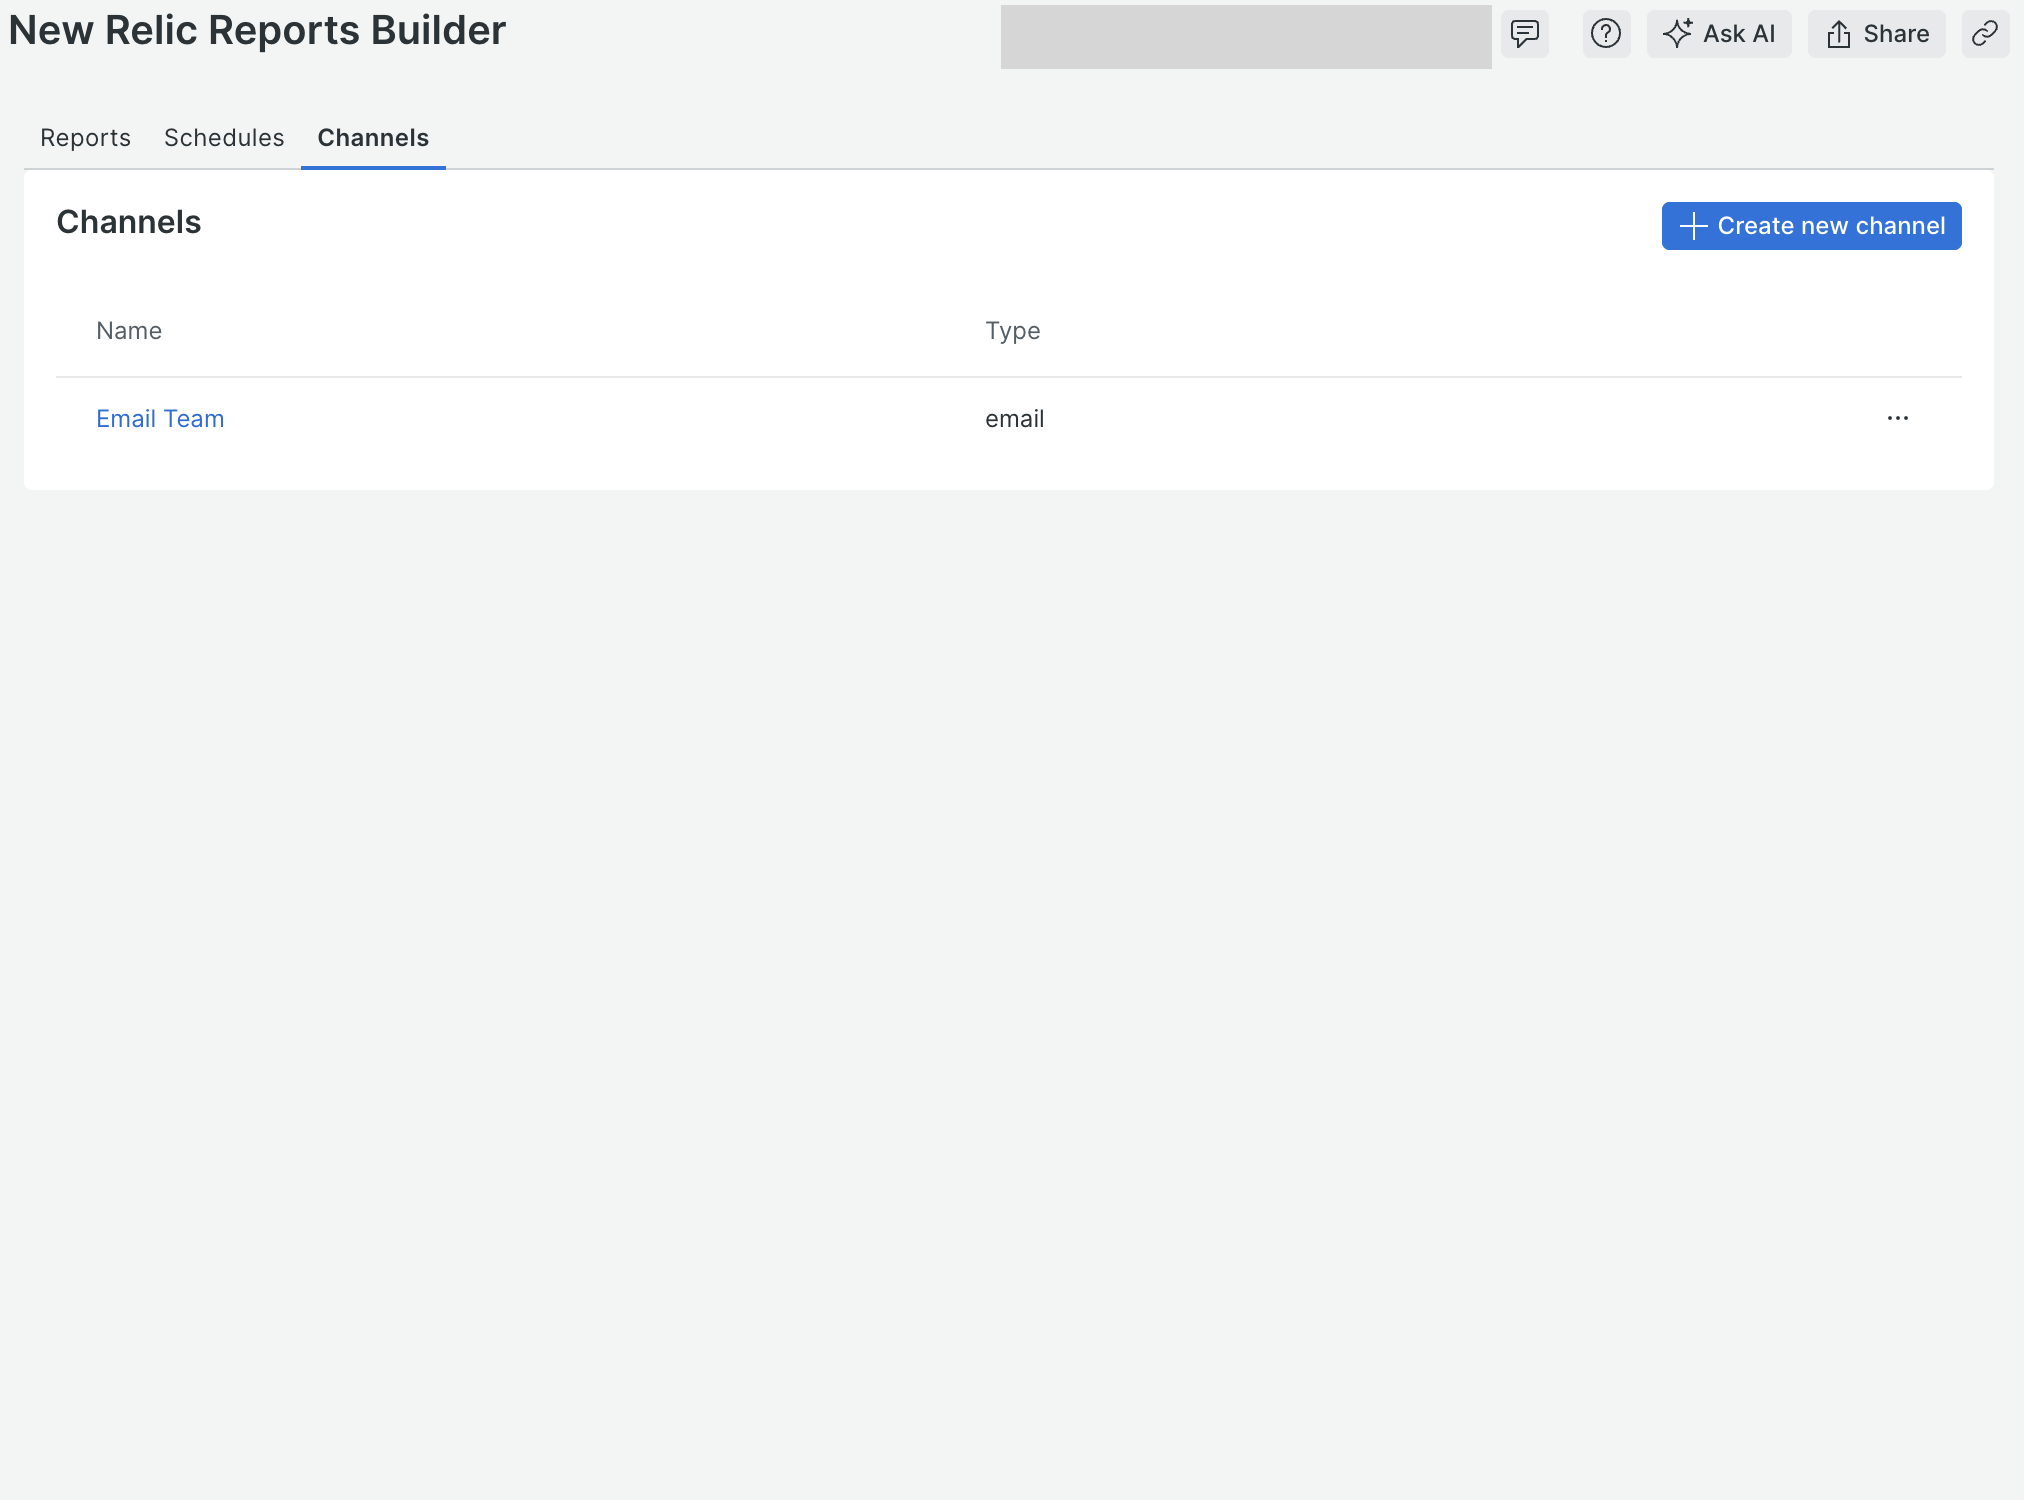 New Relic Reports Builder
Ask AI
Share
Reports
Schedules
Channels
Channels
Create new channel
Name
Type
Email Team
email